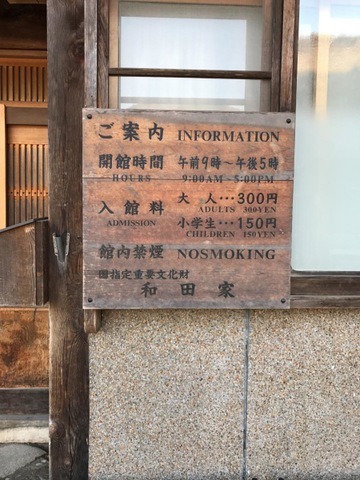 ご案内 INFORMATION
開館時間 午前9時～午後5時
HOURS 9:00AM - 5:00PM
入館料 大人…300円
ADMISSION ADULTS 300YEN
小学生…150円
CHILDREN 150YEN
館内禁煙 NOSMOKING
国指定重要文化財
和田家